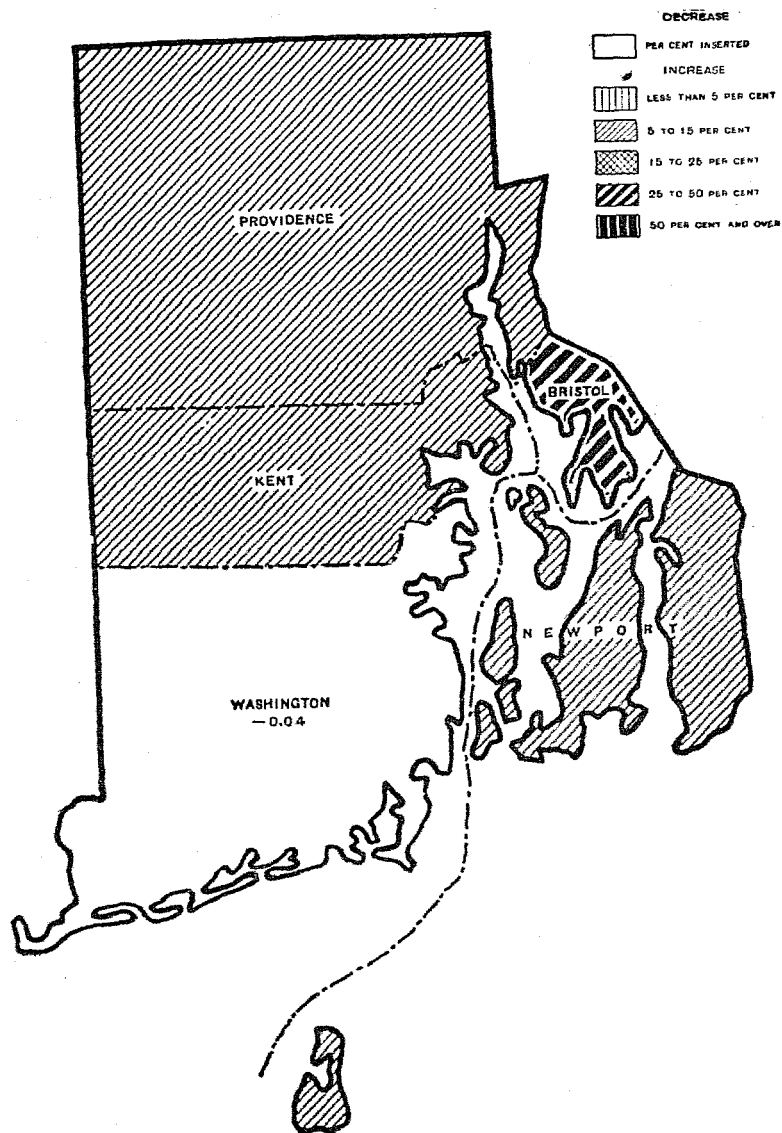 DECREASE
PER CENT INSERTED
INCREASE
LESS THAN 5 PER CENT
5 TO 15 PER CENT
15 TO 25 PER CENT
25 TO 50 PER CENT
50 PER CENT AND OVER
PROVIDENCE
BRISTOL
KENT
NEWPORT
WASHINGTON
—0.04